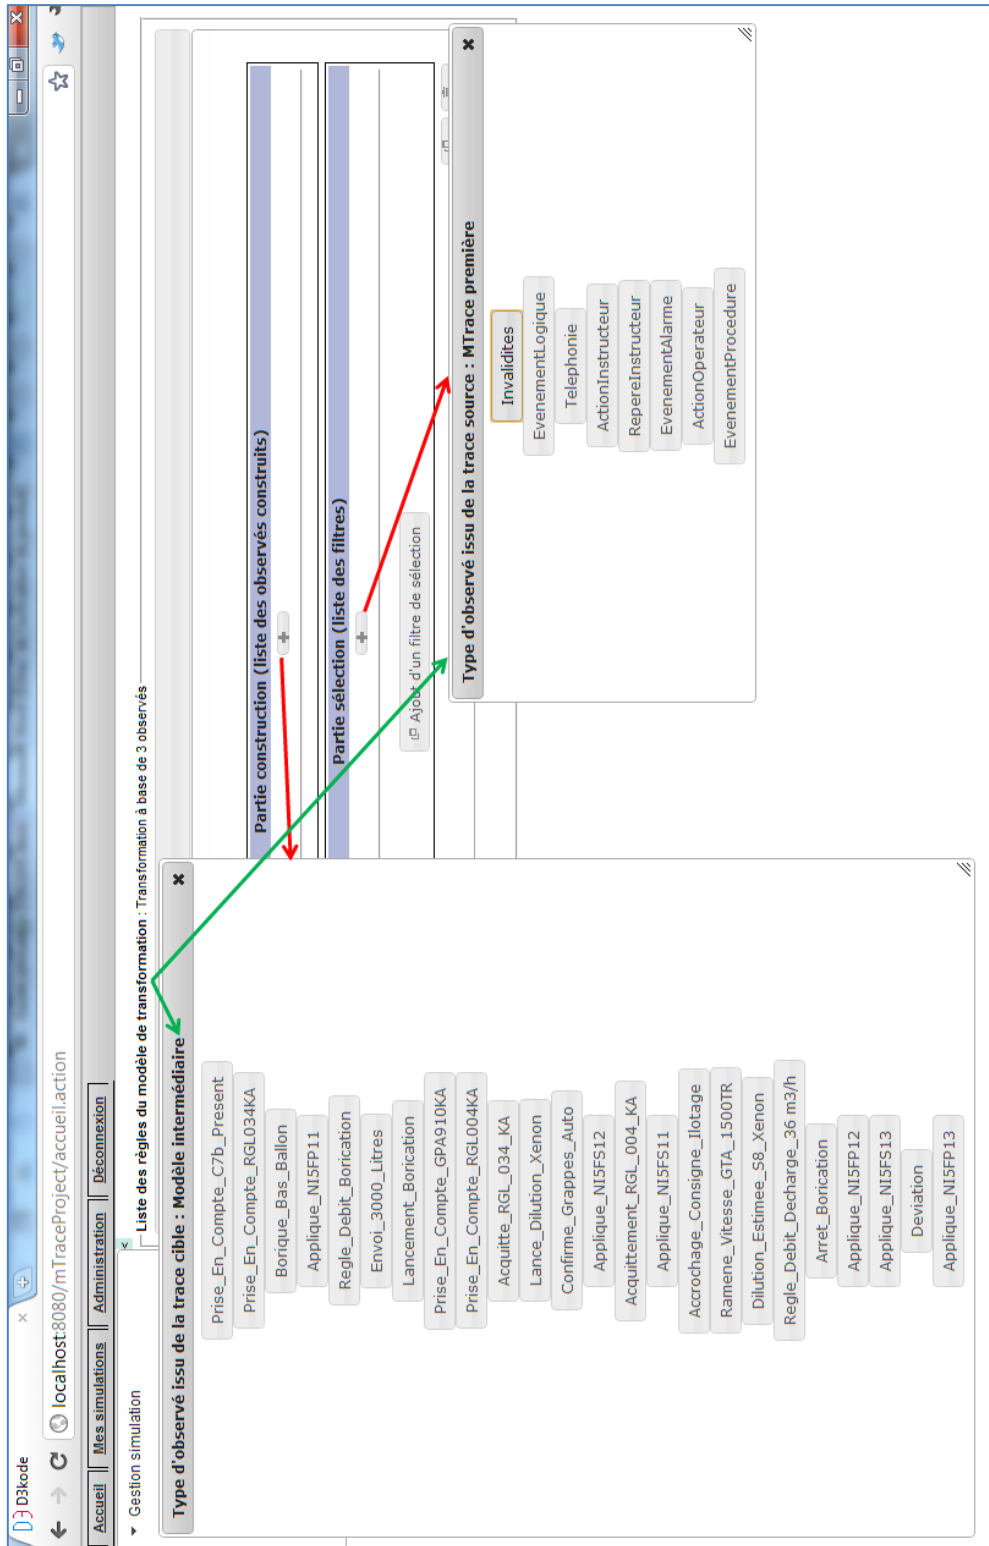 D3kode
localhost:8080/mTraceProject/accueil.action
Accueil
Mes simulations
Administration
Déconnexion
Gestion simulation
<
Liste des règles du modèle de transformation : Transformation à base de 3 observés
Type d'observé issu de la trace cible : Modèle intermédiaire
Prise_En_Compte_C7b_Present
Prise_En_Compte_RGL034KA
Borique_Bas_Ballon
Applique_NI5FP11
Regle_Debit_Borication
Envoi_3000_Litres
Lancement_Borication
Prise_En_Compte_GPA910KA
Prise_En_Compte_RGL004KA
Acquitte_RGL_034_KA
Lance_Dilution_Xenon
Confirme_Grappes_Auto
Applique_NI5FS12
Acquittement_RGL_004_KA
Applique_NI5FS11
Accrochage_Consigne_Ilotage
Ramene_Vitesse_GTA_1500TR
Dilution_Estimee_S8_Xenon
Regle_Debit_Decharge_36 m3/h
Arret_Borication
Applique_NI5FP12
Applique_NI5FS13
Deviation
Applique_NI5FP13
Partie construction (liste des observés construits)
Partie sélection (liste des filtres)
Ajout d'un filtre de sélection
Type d'observé issu de la trace source : MTrace première
Invalidites
EvenementLogique
Telephonie
ActionInstructeur
RepereInstructeur
EvenementAlarme
ActionOperateur
EvenementProcedure